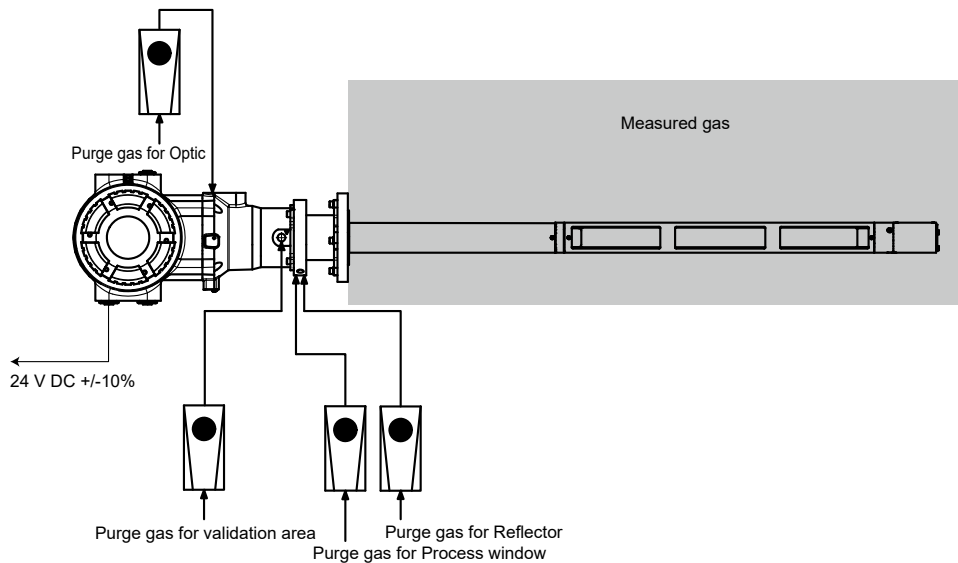 Measured gas
Purge gas for Optic
24 V DC +/-10%
Purge gas for validation area
Purge gas for Reflector
Purge gas for Process window